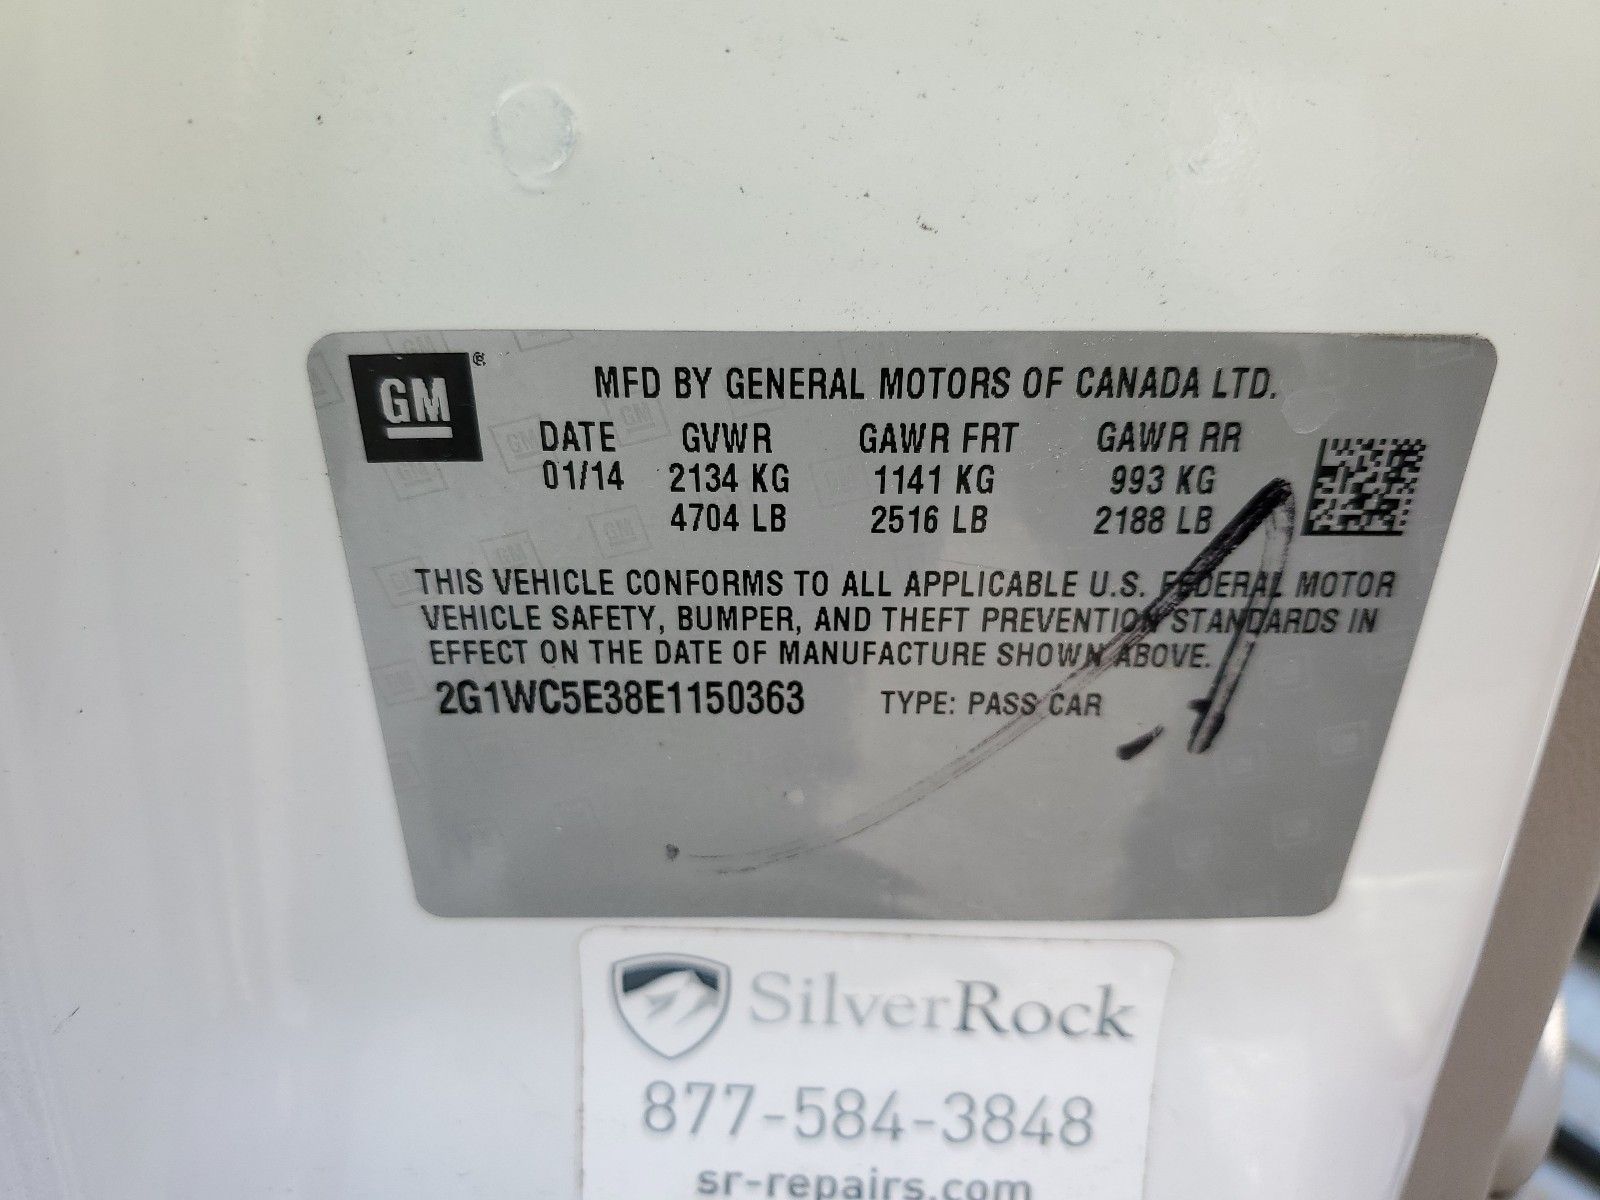 GM ®
MFD BY GENERAL MOTORS OF CANADA LTD.
DATE GVWR GAWR FRT GAWR RR
01/14 2134 KG 1141 KG 993 KG
4704 LB 2516 LB 2188 LB
THIS VEHICLE CONFORMS TO ALL APPLICABLE U.S. FEDERAL MOTOR
VEHICLE SAFETY, BUMPER, AND THEFT PREVENTION STANDARDS IN
EFFECT ON THE DATE OF MANUFACTURE SHOWN ABOVE.
2G1WC5E38E1150363 TYPE: PASS CAR
SilverRock
877-584-3848
sr-repairs.com